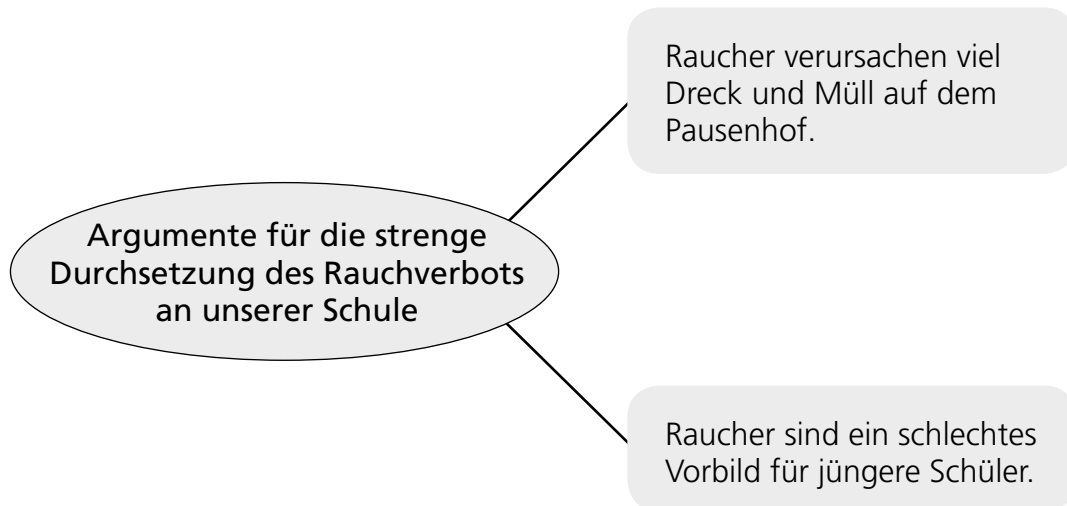 Raucher verursachen viel
Dreck und Müll auf dem
Pausenhof.
Argumente für die strenge
Durchsetzung des Rauchverbots
an unserer Schule
Raucher sind ein schlechtes
Vorbild für jüngere Schüler.